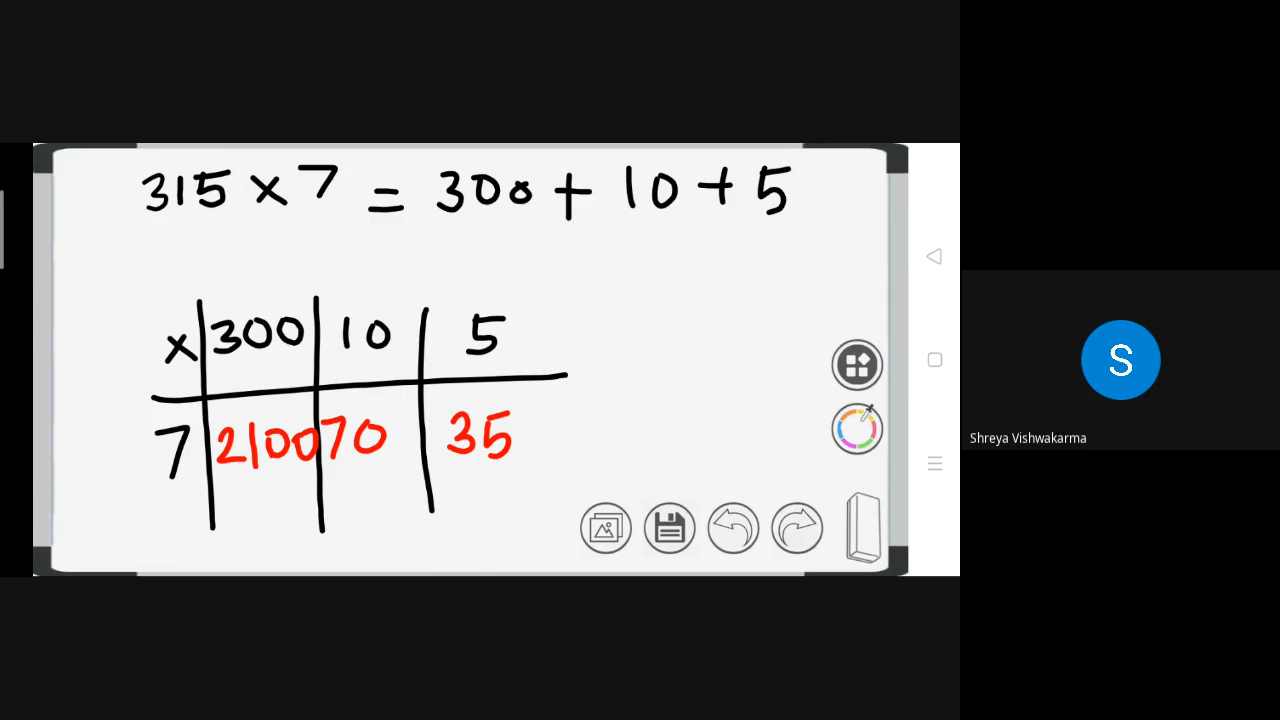 315 × 7 = 300 + 10 + 5
× 300 10 5
7 2100 70 35
S
Shreya Vishwakarma